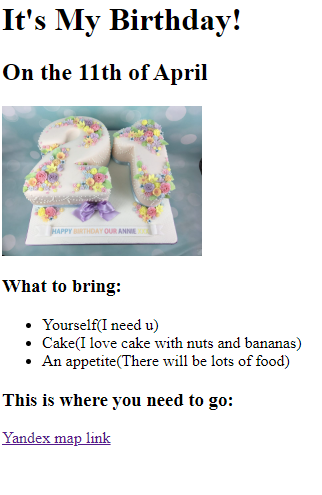 It's My Birthday!
On the 11th of April
21
HAPPY BIRTHDAY OUR ANNIE
What to bring:
Yourself(I need u)
Cake(I love cake with nuts and bananas)
An appetite(There will be lots of food)
This is where you need to go:
Yandex map link